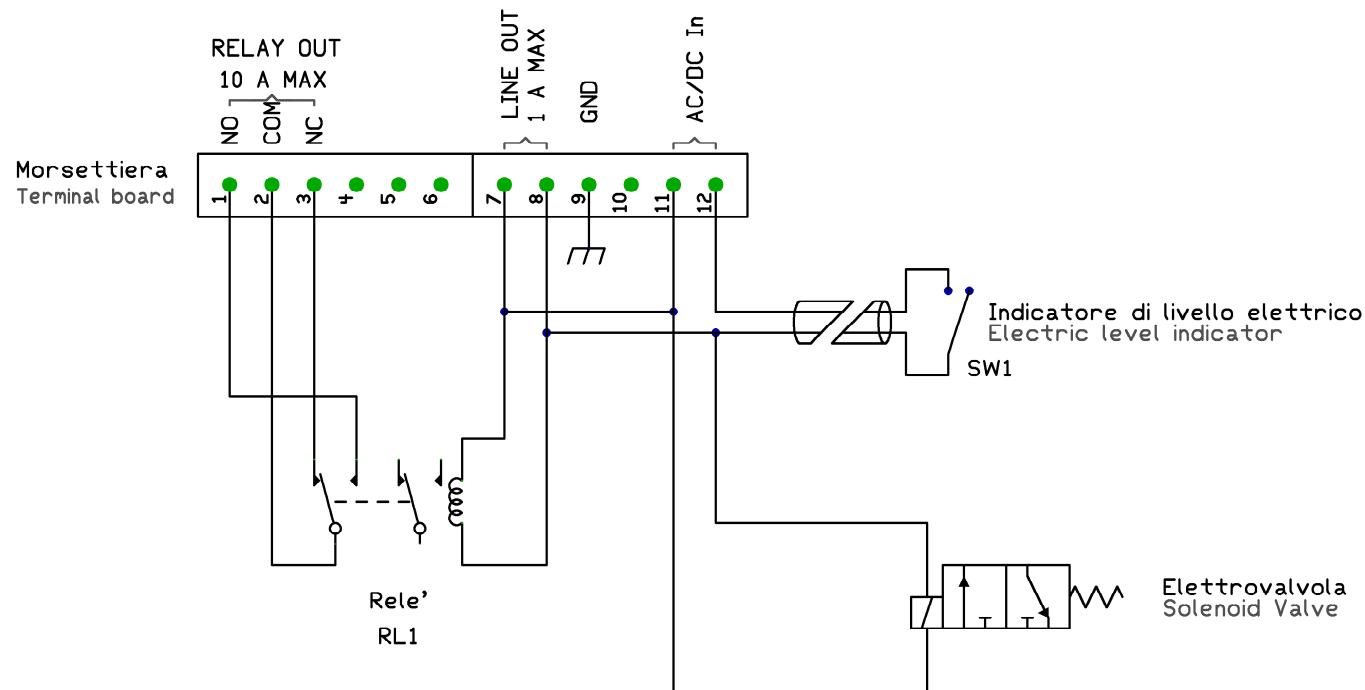 RELAY OUT
10 A MAX
NO
COM
NC
LINE OUT
1 A MAX
GND
AC/DC In
Morsettiera
Terminal board
1
2
3
4
5
6
7
8
9
10
11
12
Indicatore di livello elettrico
Electric level indicator
SW1
Rele'
RL1
Elettrovalvola
Solenoid Valve